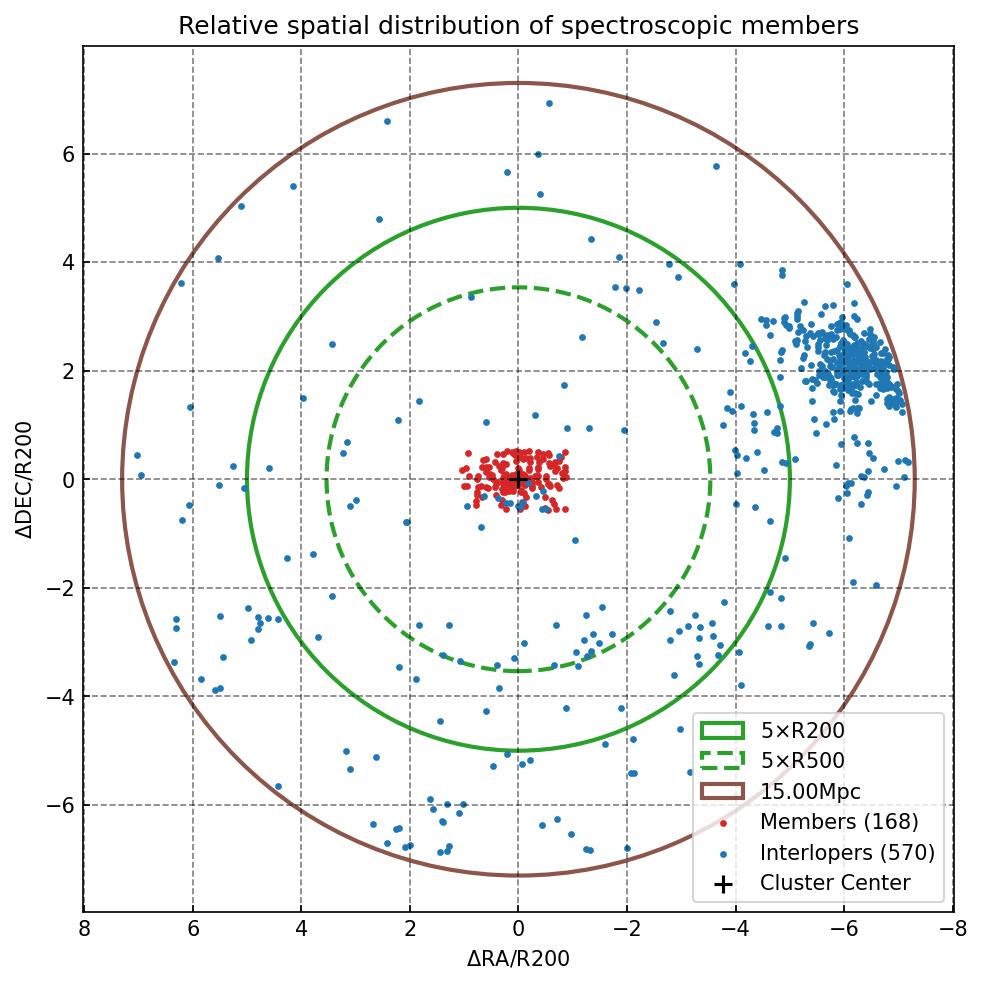 Relative spatial distribution of spectroscopic members
ΔDEC/R200
6
4
2
0
−2
−4
−6
5×R200
5×R500
15.00Mpc
Members (168)
Interlopers (570)
Cluster Center
8 6 4 2 0 −2 −4 −6 −8
ΔRA/R200